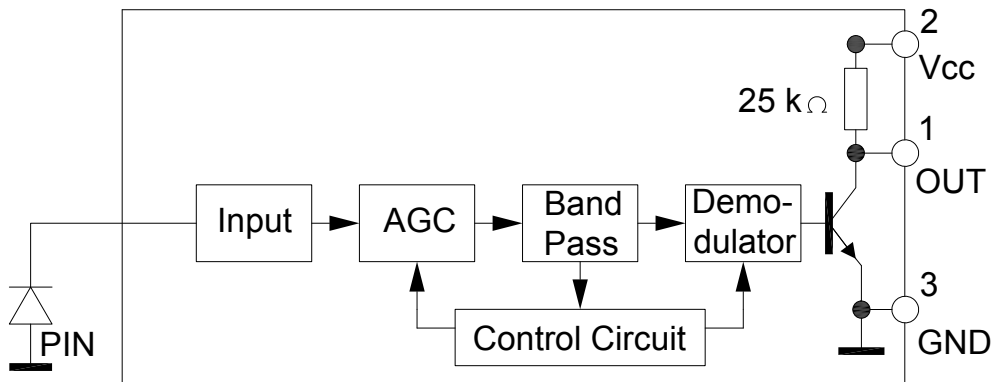 2
Vcc
25 kΩ
1
OUT
Input
AGC
Band
Pass
Demo-
dulator
3
GND
Control Circuit
PIN